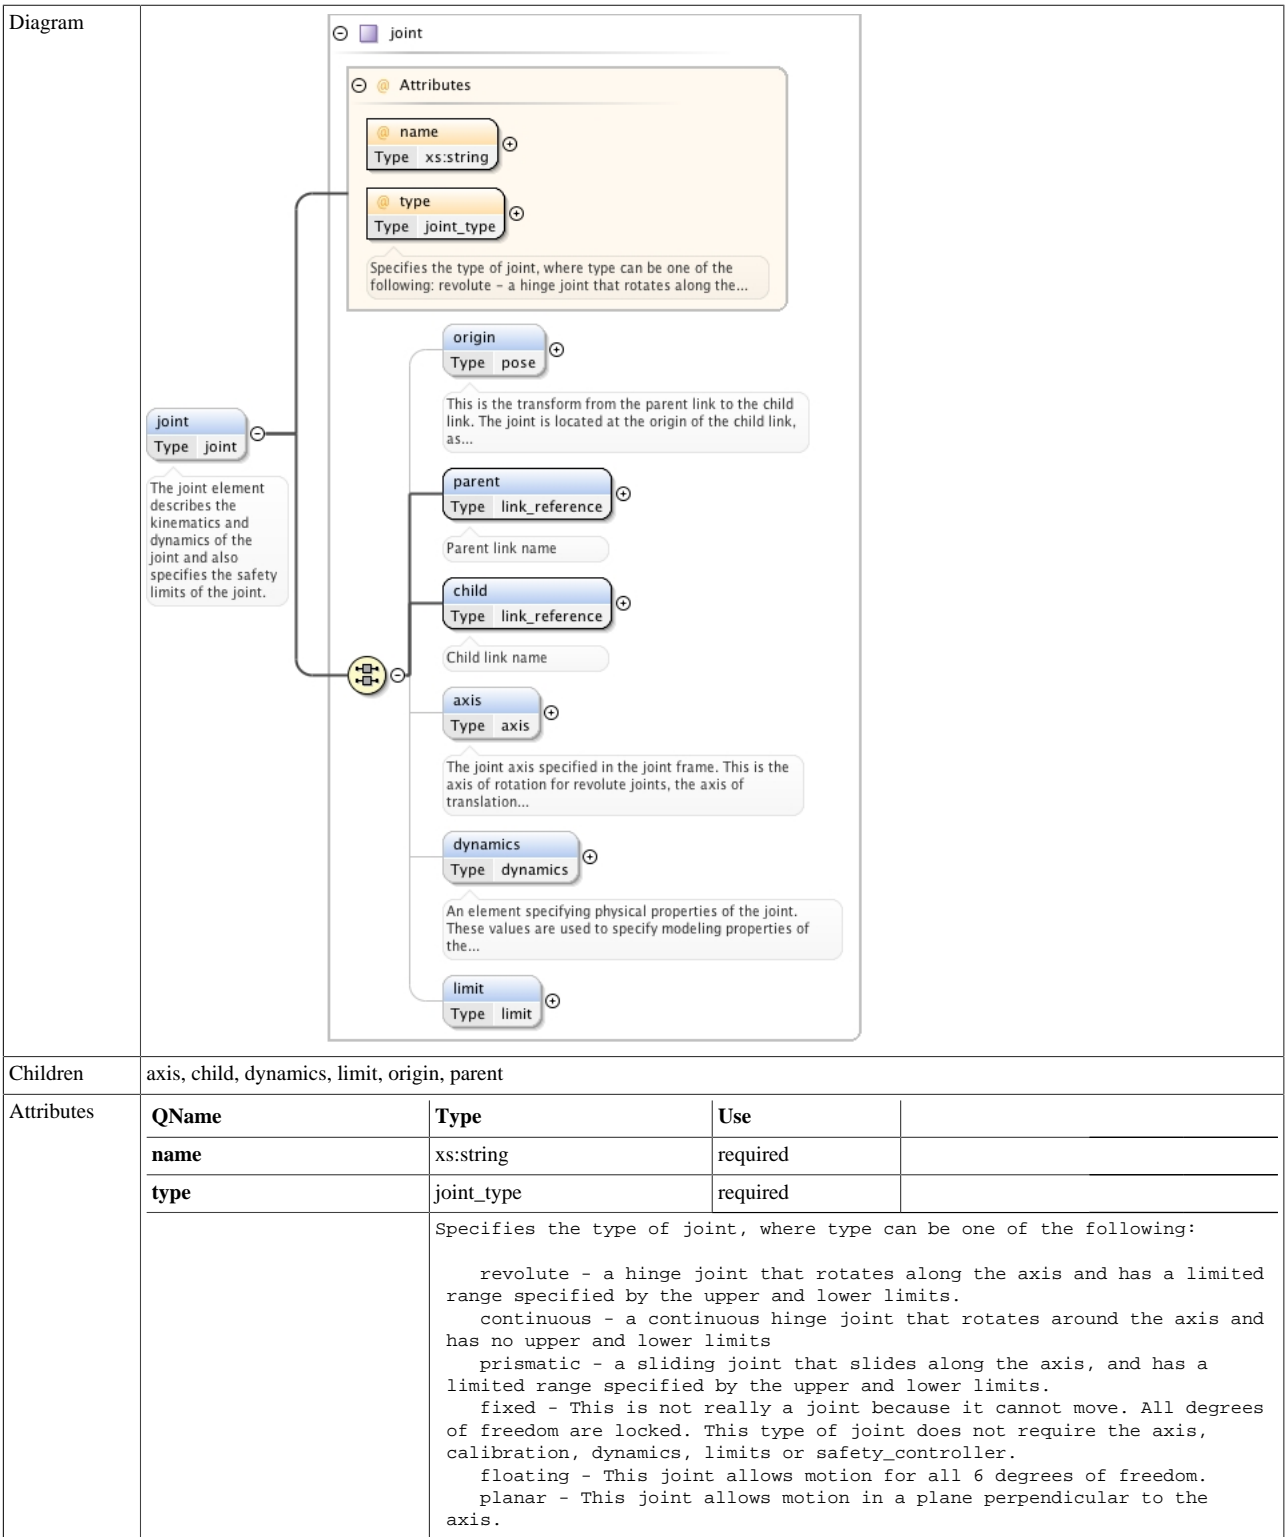 Diagram
joint
@ Attributes
@ name
Type xs:string
@ type
Type joint_type
Specifies the type of joint, where type can be one of the
following: revolute – a hinge joint that rotates along the...
origin
Type pose
This is the transform from the parent link to the child
link. The joint is located at the origin of the child link,
as...
joint
Type joint
The joint element
describes the
kinematics and
dynamics of the
joint and also
specifies the safety
limits of the joint.
parent
Type link_reference
Parent link name
child
Type link_reference
Child link name
axis
Type axis
The joint axis specified in the joint frame. This is the
axis of rotation for revolute joints, the axis of
translation...
dynamics
Type dynamics
An element specifying physical properties of the joint.
These values are used to specify modeling properties of
the...
limit
Type limit
Children axis, child, dynamics, limit, origin, parent
Attributes
QName Type Use
name xs:string required
type joint_type required
Specifies the type of joint, where type can be one of the following:
revolute - a hinge joint that rotates along the axis and has a limited
range specified by the upper and lower limits.
continuous - a continuous hinge joint that rotates around the axis and
has no upper and lower limits
prismatic - a sliding joint that slides along the axis, and has a
limited range specified by the upper and lower limits.
fixed - This is not really a joint because it cannot move. All degrees
of freedom are locked. This type of joint does not require the axis,
calibration, dynamics, limits or safety_controller.
floating - This joint allows motion for all 6 degrees of freedom.
planar - This joint allows motion in a plane perpendicular to the
axis.